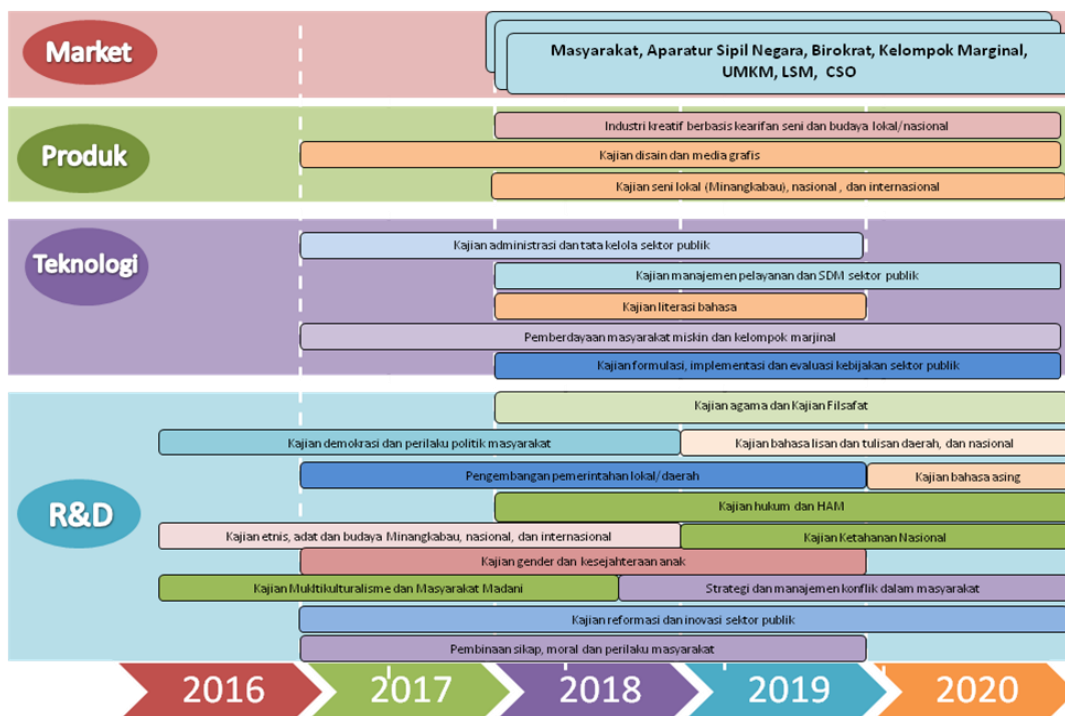 Market
Masyarakat, Aparatur Sipil Negara, Birokrat, Kelompok Marginal,
UMKM, LSM, CSO
Produk
Industri kreatif berbasis kearifan seni dan budaya lokal/nasional
Kajian disain dan media grafis
Kajian seni lokal (Minangkabau), nasional , dan internasional
Teknologi
Kajian administrasi dan tata kelola sektor publik
Kajian manajemen pelayanan dan SDM sektor publik
Kajian literasi bahasa
Pemberdayaan masyarakat miskin dan kelompok marjinal
Kajian formulasi, implementasi dan evaluasi kebijakan sektor publik
R&D
Kajian agama dan Kajian Filsafat
Kajian demokrasi dan perilaku politik masyarakat
Kajian bahasa lisan dan tulisan daerah, dan nasional
Pengembangan pemerintahan lokal/daerah
Kajian bahasa asing
Kajian hukum dan HAM
Kajian etnis, adat dan budaya Minangkabau, nasional, dan internasional
Kajian Ketahanan Nasional
Kajian gender dan kesejahteraan anak
Kajian Mukltikulturalisme dan Masyarakat Madani
Strategi dan manajemen konflik dalam masyarakat
Kajian reformasi dan inovasi sektor publik
Pembinaan sikap, moral dan perilaku masyarakat
2016
2017
2018
2019
2020